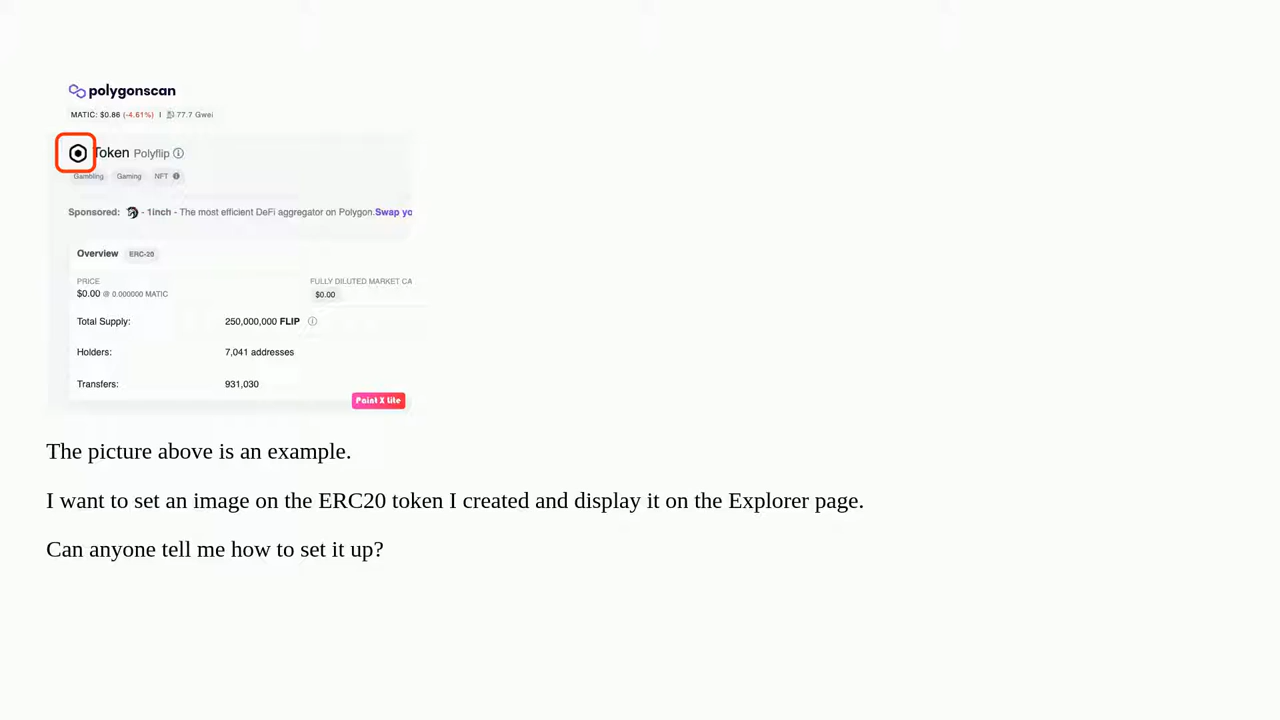 polygonscan
MATIC: $0.86 (-4.61%) | 77.7 Gwei
Token Polyflip
Gambling Gaming NFT
Sponsored: - 1inch - The most efficient DeFi aggregator on Polygon.Swap yo
Overview ERC-20
PRICE FULLY DILUTED MARKET CA
$0.00 @ 0.000000 MATIC $0.00
Total Supply: 250,000,000 FLIP
Holders: 7,041 addresses
Transfers: 931,030
Paint X lite
The picture above is an example.
I want to set an image on the ERC20 token I created and display it on the Explorer page.
Can anyone tell me how to set it up?